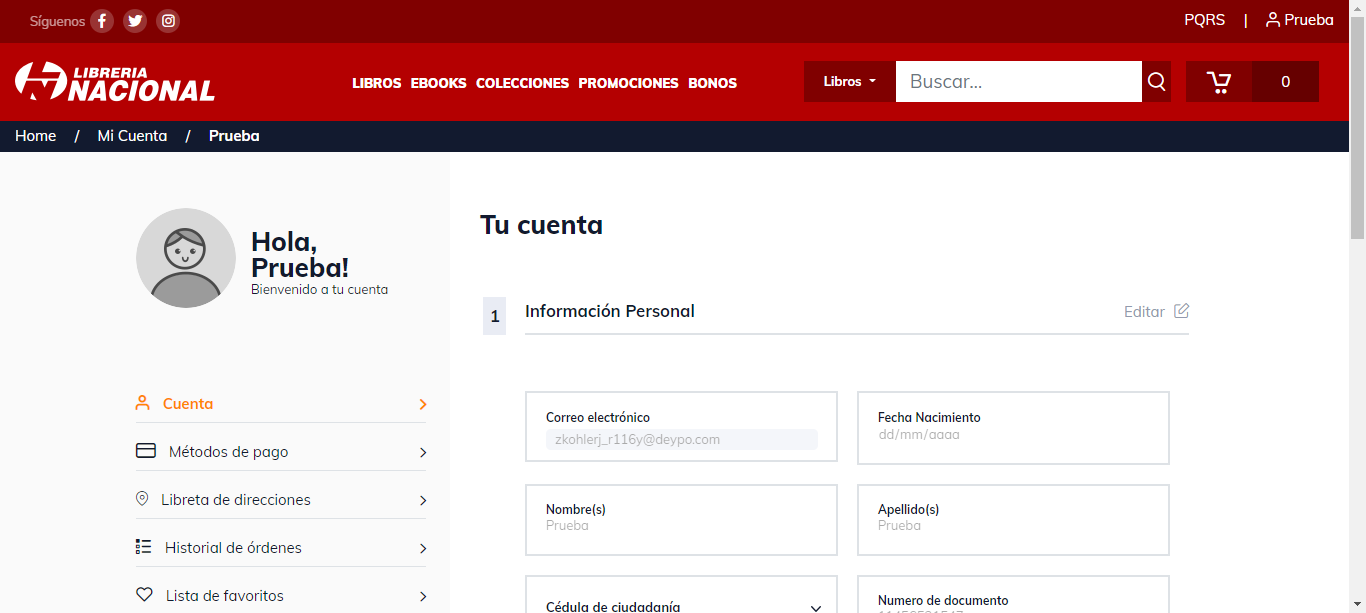 Síguenos
PQRS | Prueba
LIBRERIA
NACIONAL
LIBROS EBOOKS COLECCIONES PROMOCIONES BONOS
Libros
Buscar...
0
Home / Mi Cuenta / Prueba
Hola,
Prueba!
Bienvenido a tu cuenta
Cuenta
Métodos de pago
Libreta de direcciones
Historial de órdenes
Lista de favoritos
Tu cuenta
1 Información Personal
Editar
Correo electrónico
zkohlerj_r116y@deypo.com
Fecha Nacimiento
dd/mm/aaaa
Nombre(s)
Prueba
Apellido(s)
Prueba
Cédula de ciudadanía
Numero de documento